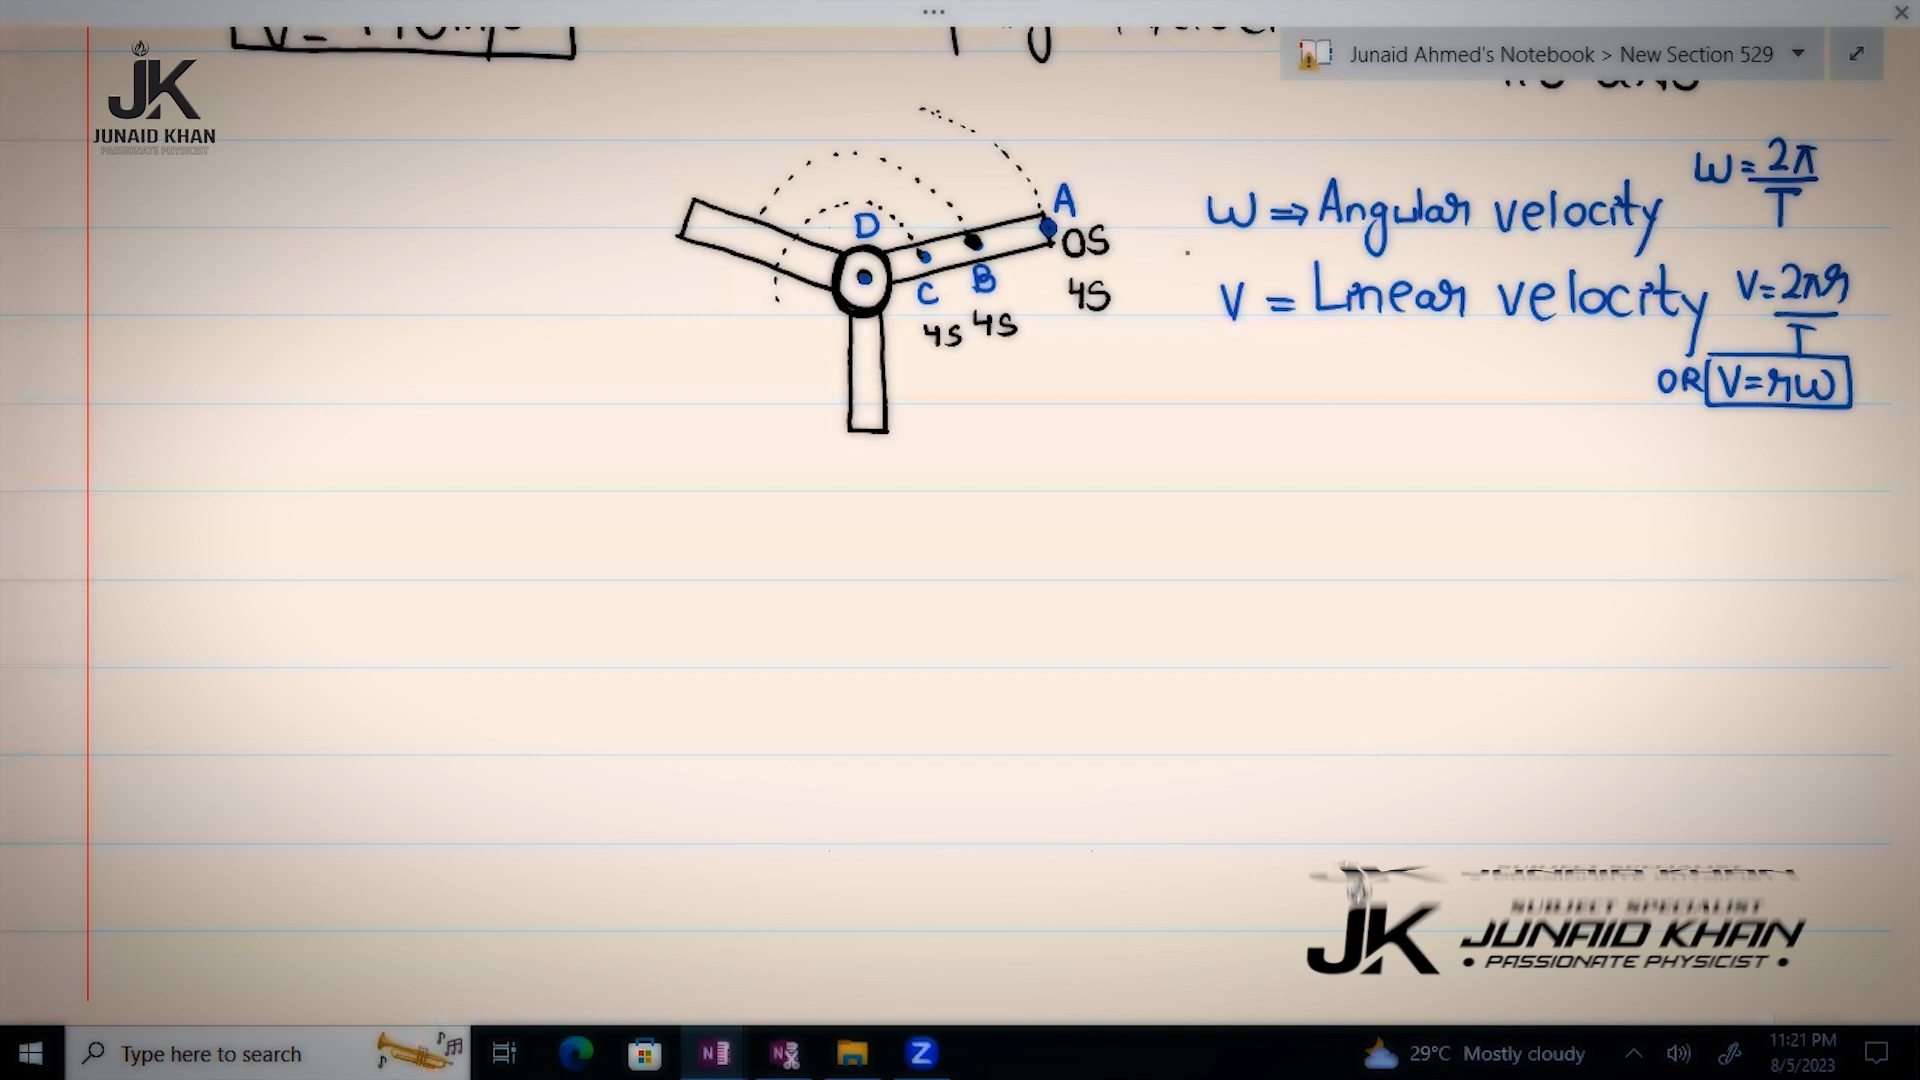 Junaid Ahmed's Notebook > New Section 529
JK
JUNAID KHAN
PASSIONATE PHYSICIST
ω ⇒ Angular velocity ω = 2π/T
V = Linear velocity V = 2πr/T
OR V = rω
A
0S
4S
D
B
4S
C
4S
JK
SUBJECT SPECIALIST
JUNAID KHAN
• PASSIONATE PHYSICIST •
Type here to search
29°C Mostly cloudy
11:21 PM
8/5/2023